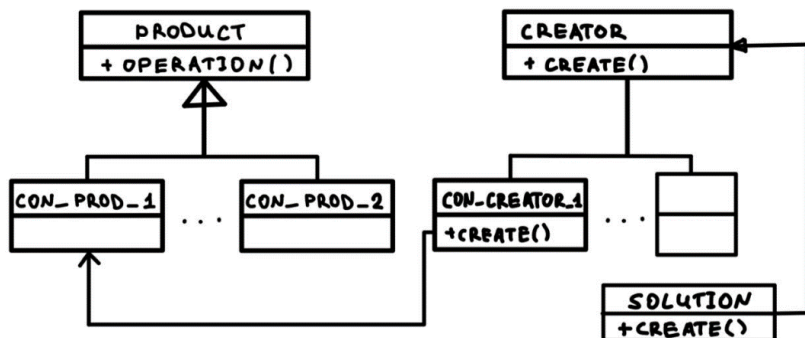 PRODUCT
+ OPERATION()
CREATOR
+ CREATE()
CON_PROD_1
...
CON_PROD_2
CON_CREATOR_1
+CREATE()
...
SOLUTION
+CREATE()